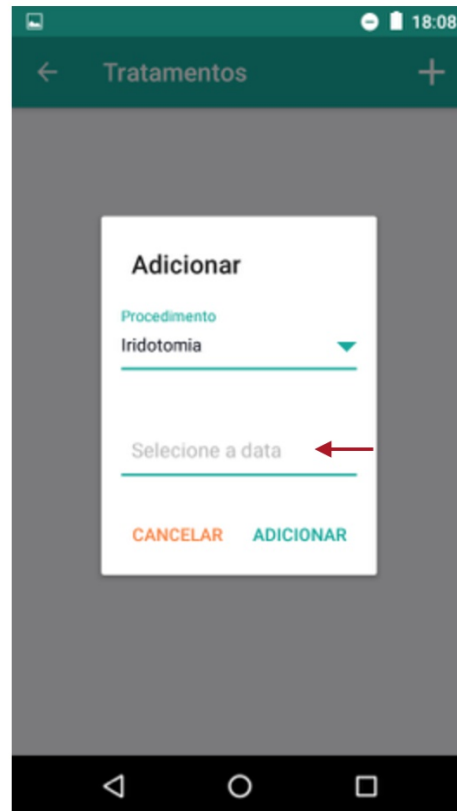 18:08
Tratamentos
Adicionar
Procedimento
Iridotomia
Selecione a data
CANCELAR ADICIONAR